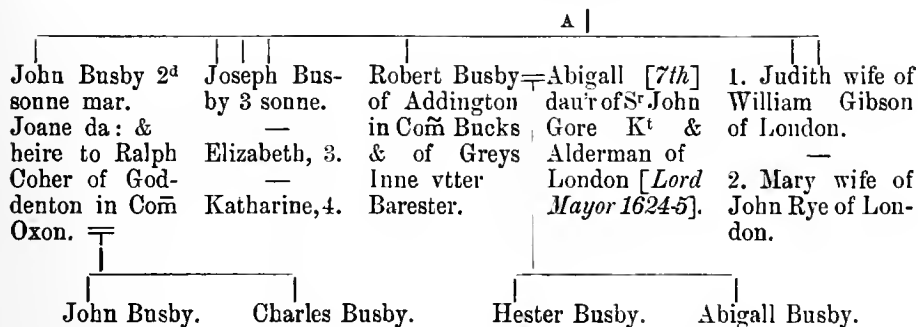 A
John Busby 2d
sonne mar.
Joane da: &
heire to Ralph
Coher of God-
denton in Com̃
Oxon.
Joseph Bus-
by 3 sonne.
—
Elizabeth, 3.
—
Katharine, 4.
Robert Busby
of Addington
in Com̃ Bucks
& of Greys
Inne vtter
Barester.
Abigall [7th]
dau'r of Sr John
Gore Kt &
Alderman of
London [Lord
Mayor 1624-5].
1. Judith wife of
William Gibson
of London.
—
2. Mary wife of
John Rye of Lon-
don.
John Busby. Charles Busby. Hester Busby. Abigall Busby.